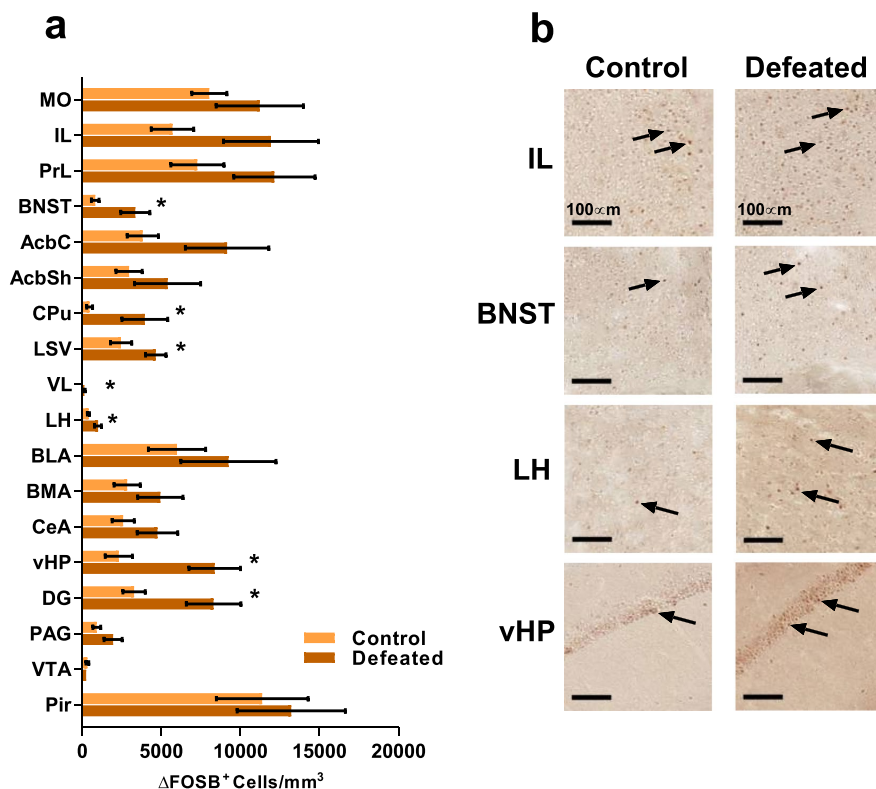 a
MO
IL
PrL
BNST
*
AcbC
AcbSh
CPu
*
LSV
*
VL
*
LH
*
BLA
BMA
CeA
vHP
*
DG
*
PAG
VTA
Pir
Control
Defeated
0 5000 10000 15000 20000
ΔFOSB⁺ Cells/mm³
b
Control Defeated
IL
100∝m 100∝m
BNST
LH
vHP